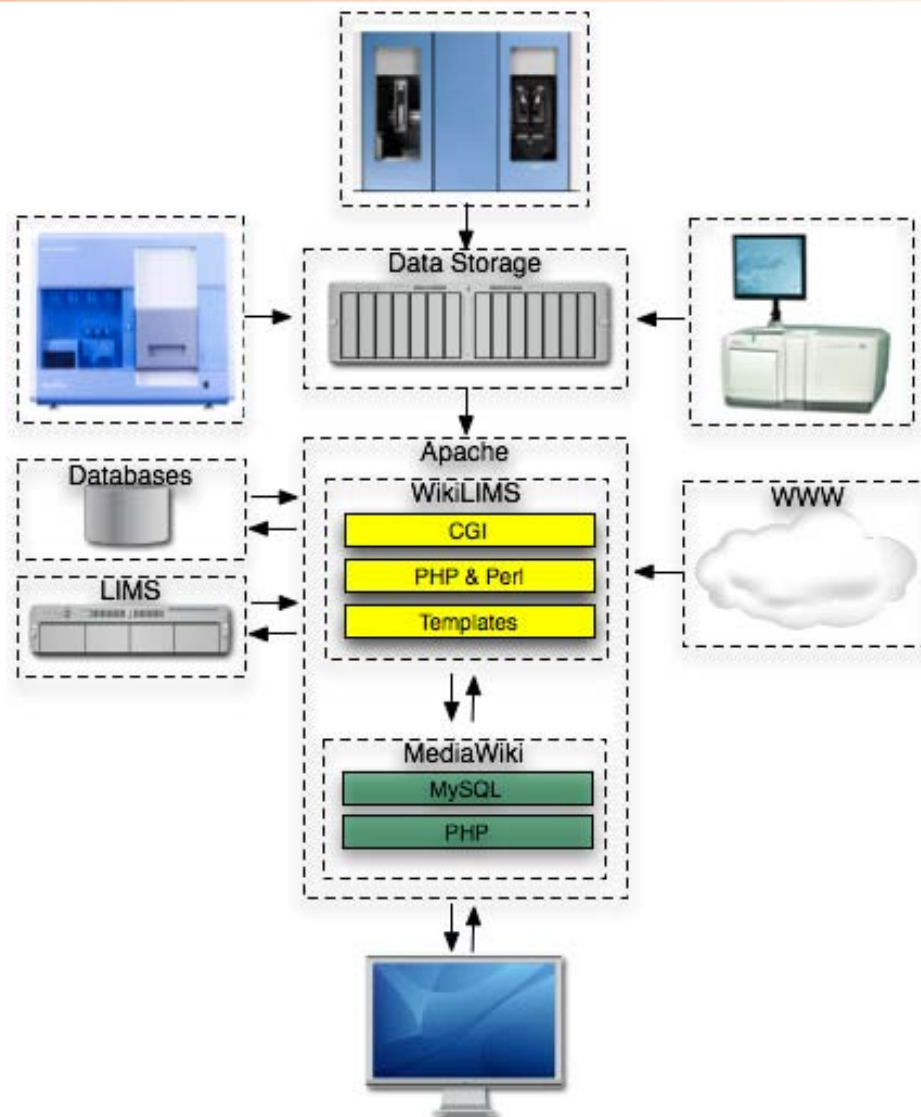 Data Storage
Apache
Databases
WikiLIMS
WWW
CGI
LIMS
PHP & Perl
Templates
MediaWiki
MySQL
PHP